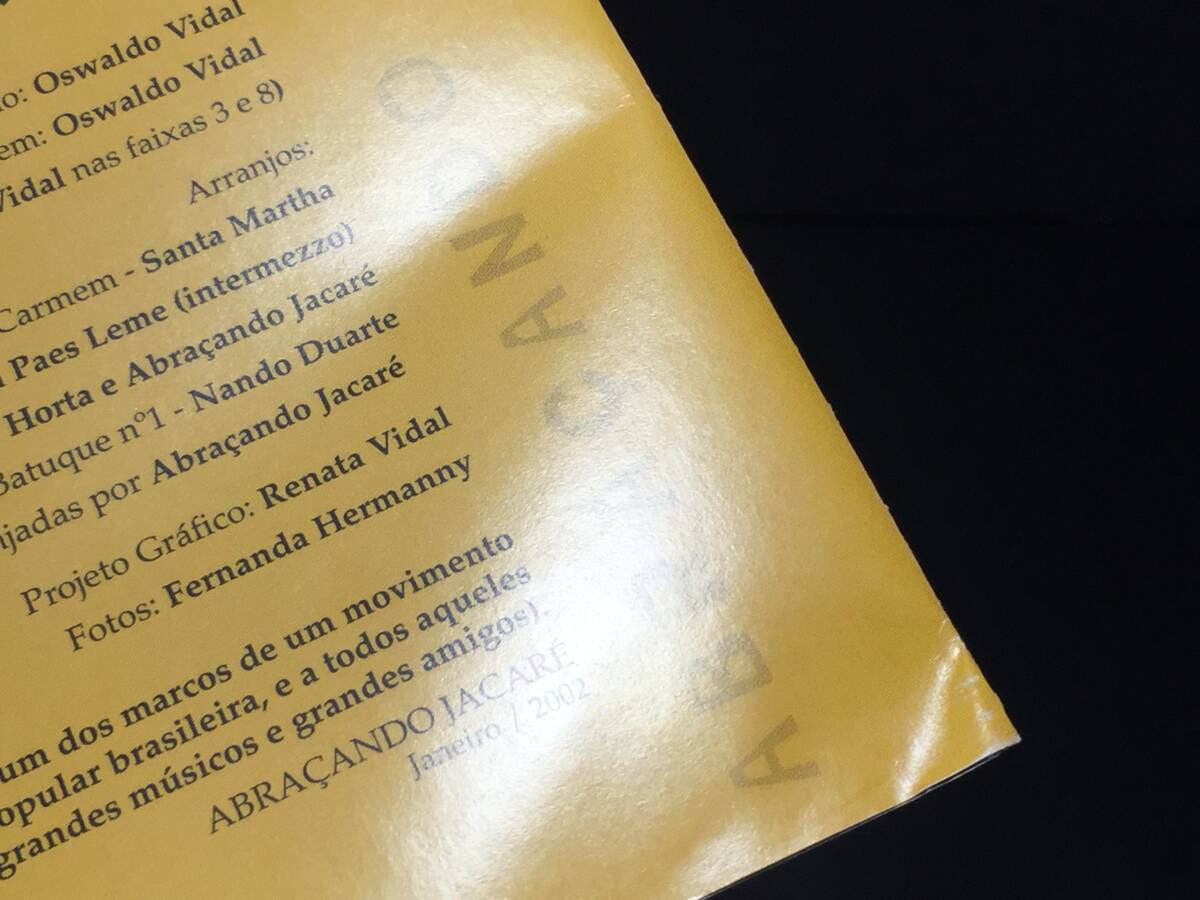 o: Oswaldo Vidal
em: Oswaldo Vidal
Vidal nas faixas 3 e 8)
Arranjos:
Carmem - Santa Martha
Paes Leme (intermezzo)
Horta e Abraçando Jacaré
Batuque nº1 - Nando Duarte
njadas por Abraçando Jacaré
Projeto Gráfico: Renata Vidal
Fotos: Fernanda Hermanny
um dos marcos de um movimento
opular brasileira, e a todos aqueles
grandes músicos e grandes amigos).
ABRAÇANDO JACARÉ
Janeiro / 2002
ABRAÇANDO